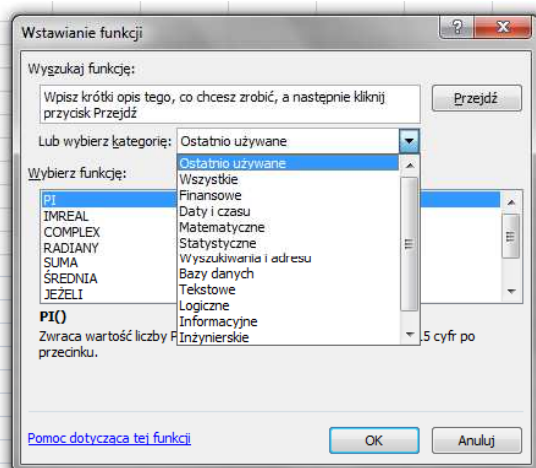 Wstawianie funkcji
Wyszukaj funkcję:
Wpisz krótki opis tego, co chcesz zrobić, a następnie kliknij
przycisk Przejdź
Przejdź
Lub wybierz kategorię: Ostatnio używane
Ostatnio używane
Wszystkie
Finansowe
Daty i czasu
Matematyczne
Statystyczne
Wyszukiwania i adresu
Bazy danych
Tekstowe
Logiczne
Informacyjne
Inżynierskie
Wybierz funkcję:
PI
IMREAL
COMPLEX
RADIANY
SUMA
ŚREDNIA
JEŻELI
PI()
Zwraca wartość liczby P 15 cyfr po
przecinku.
Pomoc dotycząca tej funkcji
OK
Anuluj